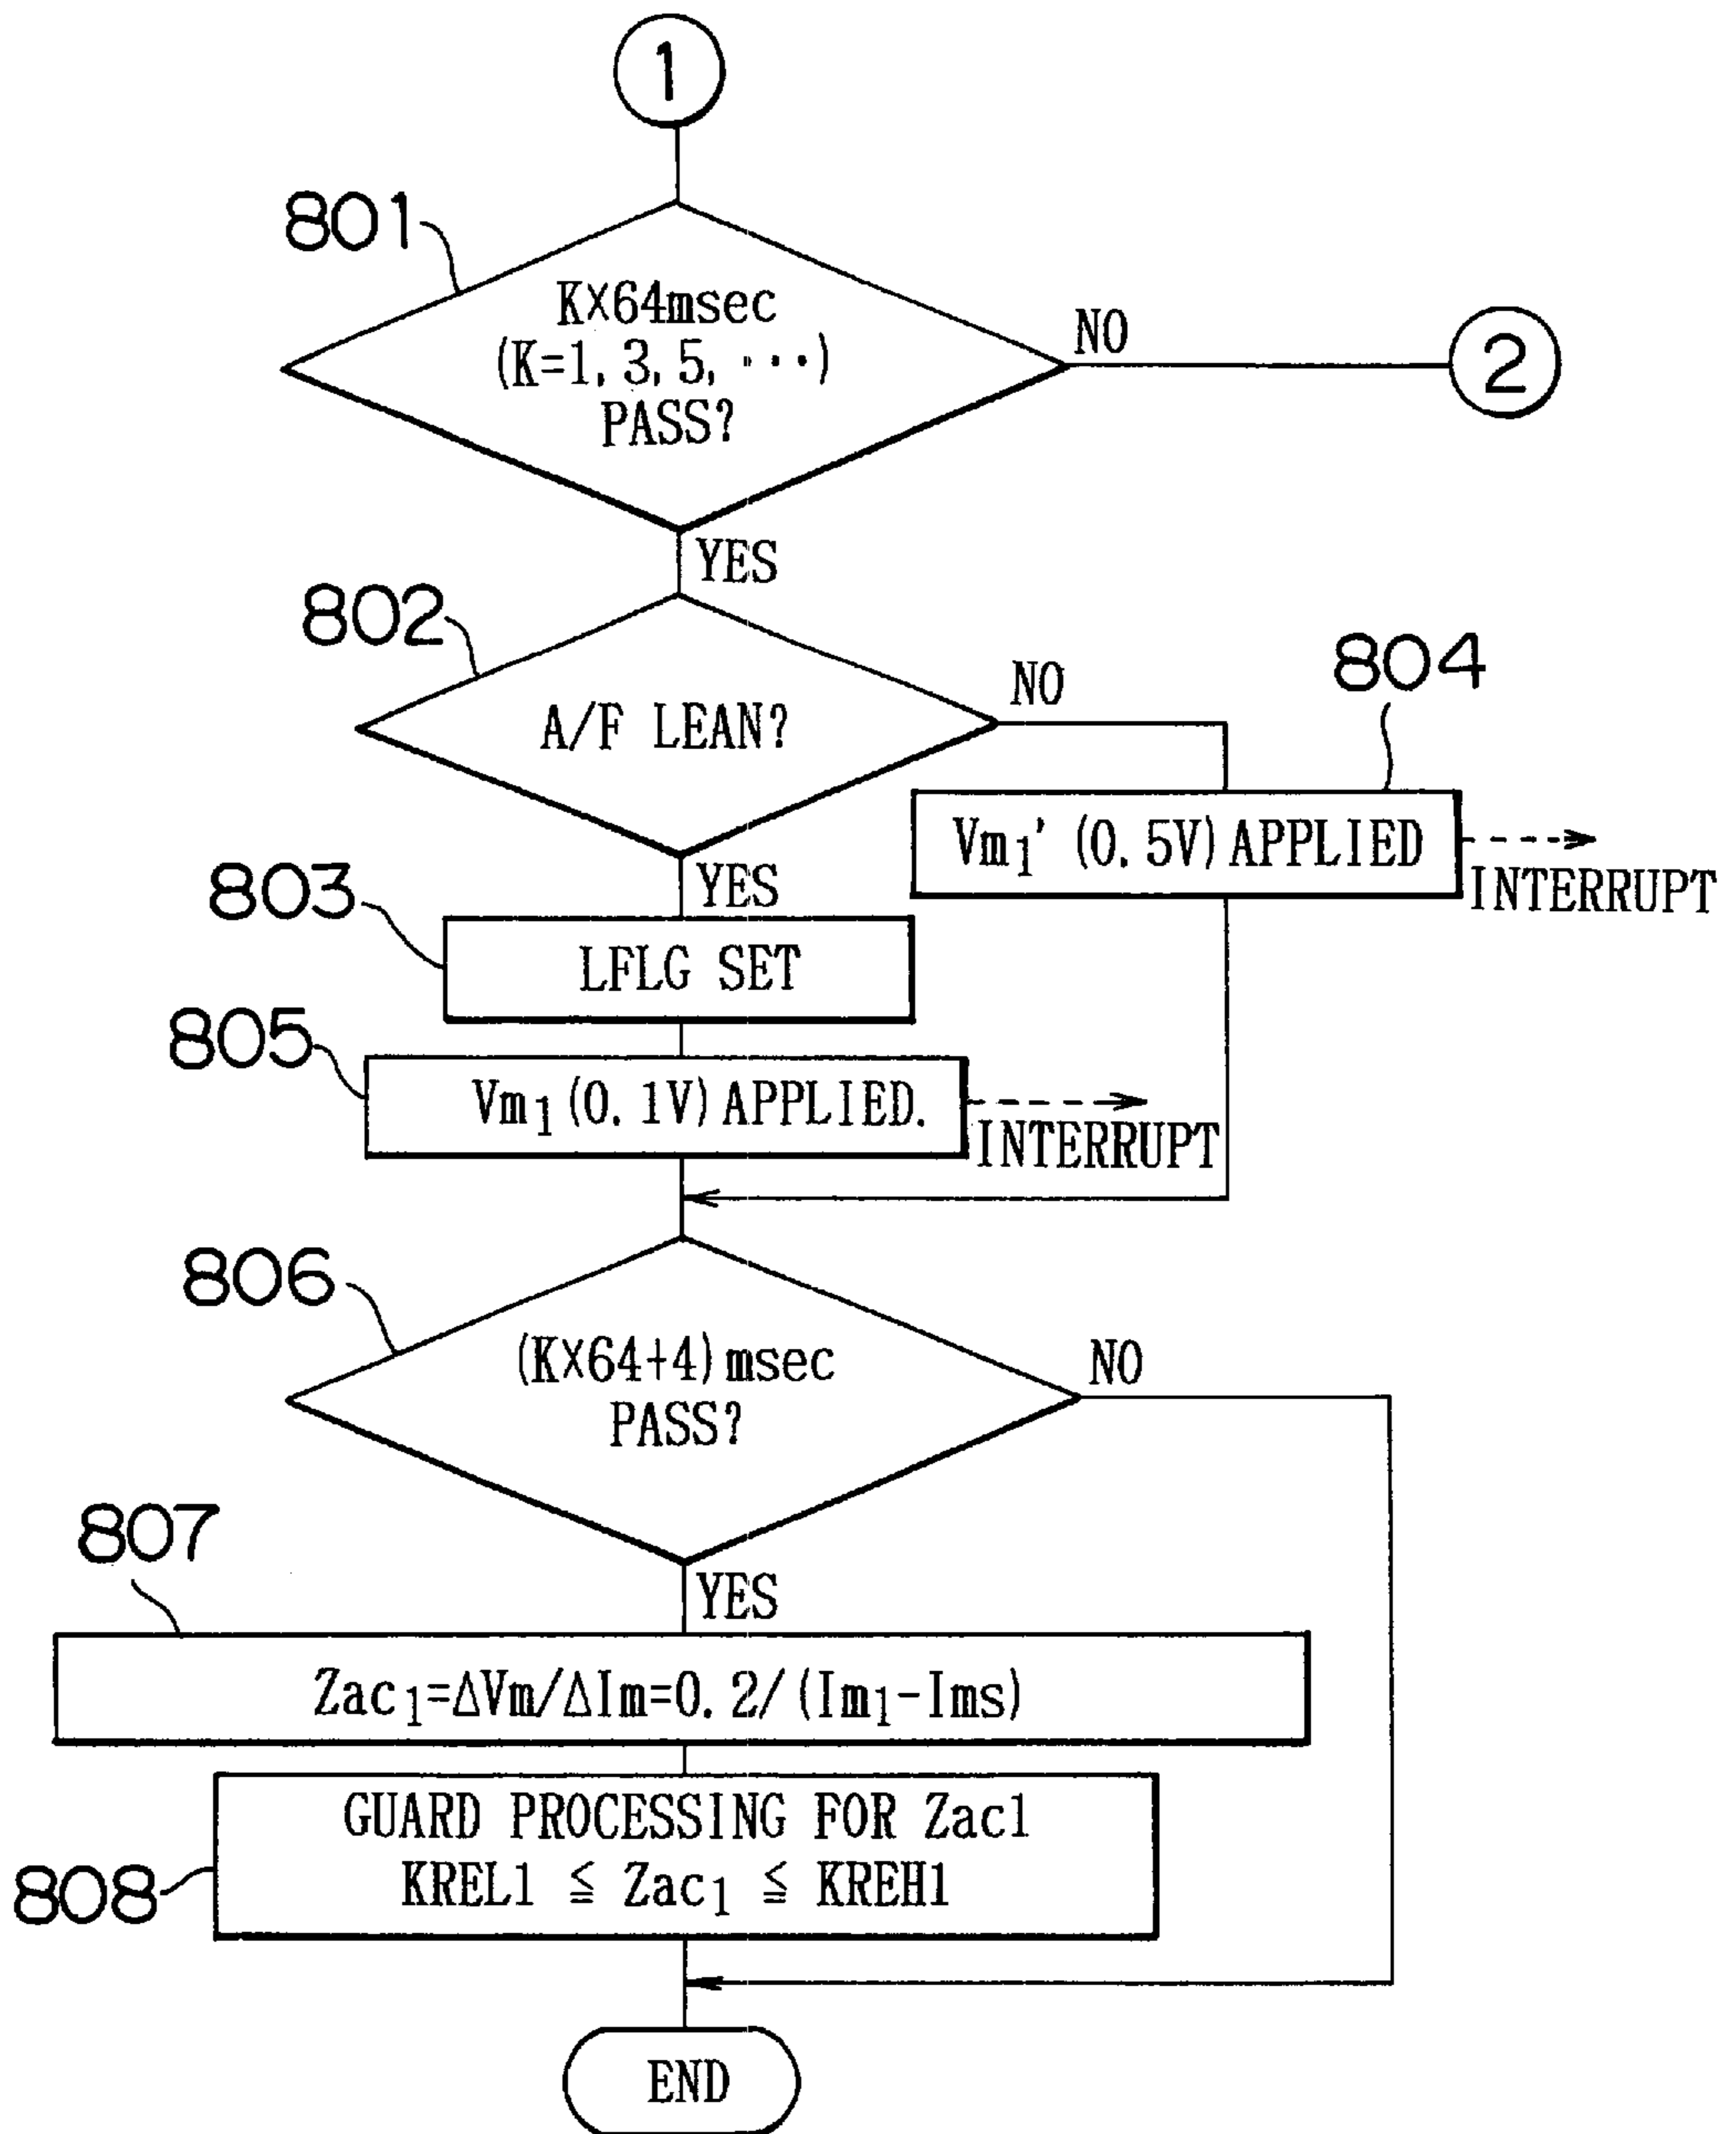 1
801
K×64msec
(K=1, 3, 5, ···)
PASS?
NO
2
YES
802
A/F LEAN?
NO
804
Vm₁' (0. 5V) APPLIED
INTERRUPT
YES
803
LFLG SET
805
Vm₁ (0. 1V) APPLIED.
INTERRUPT
806
(K×64+4) msec
PASS?
NO
YES
807
Zac₁=ΔVm/ΔIm=0. 2/ (Im₁-Ims)
808
GUARD PROCESSING FOR Zac1
KREL1 ≦ Zac₁ ≦ KREH1
END